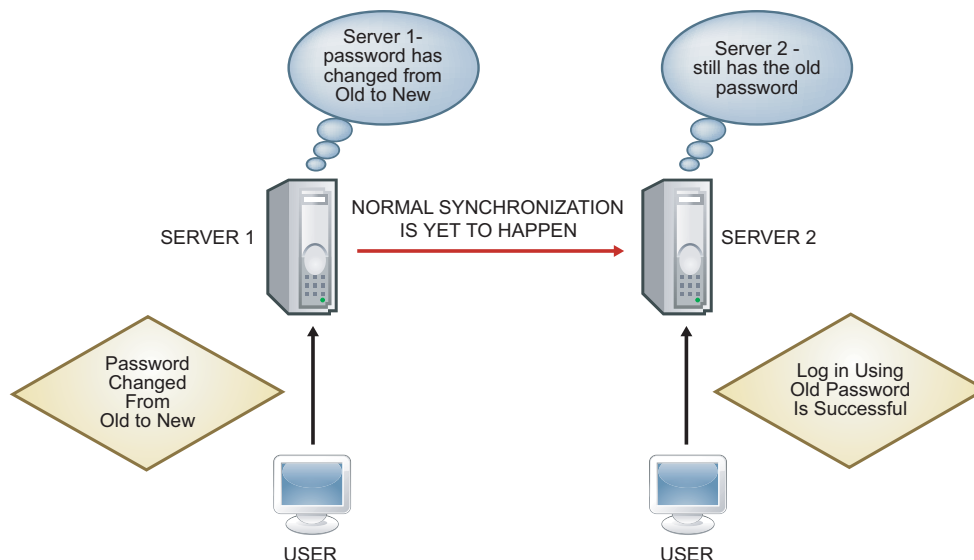 Server 1-
password has
changed from
Old to New
Server 2 -
still has the old
password
NORMAL SYNCHRONIZATION
IS YET TO HAPPEN
SERVER 1
SERVER 2
Password
Changed
From
Old to New
Log in Using
Old Password
Is Successful
USER
USER